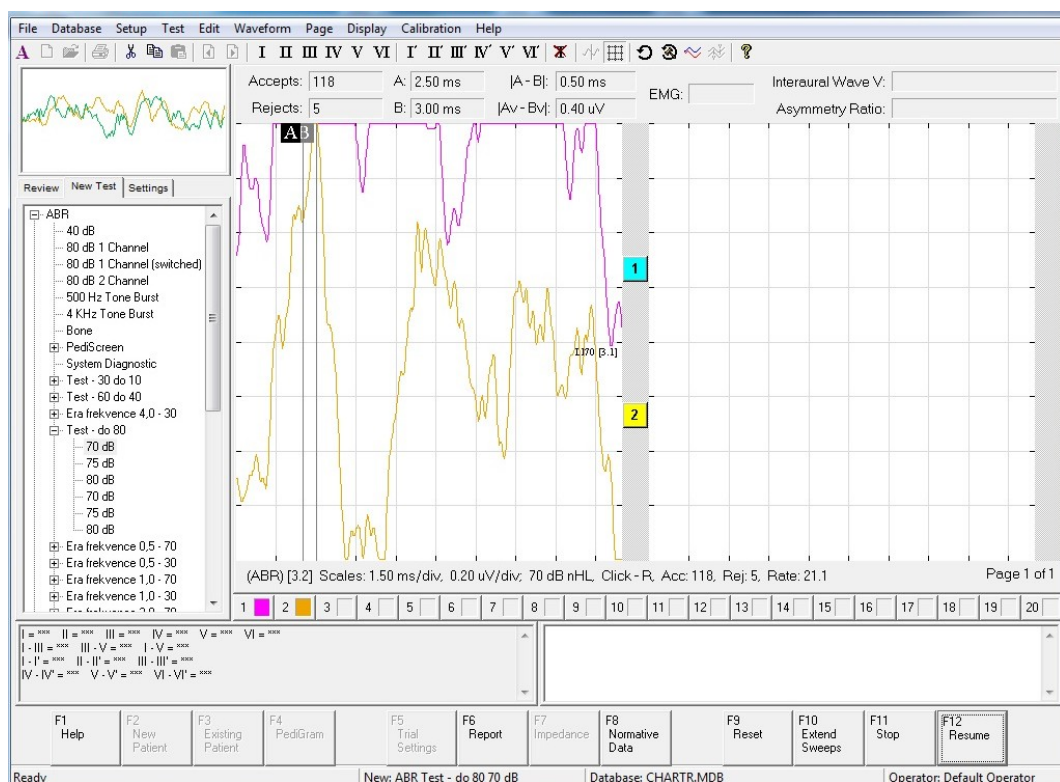 File Database Setup Test Edit Waveform Page Display Calibration Help
A I II III IV V VI I' II' III' IV' V' VI' ?
Accepts: 118 A: 2.50 ms |A - B|: 0.50 ms EMG: Interaural Wave V:
Rejects: 5 B: 3.00 ms |Av - Bv|: 0.40 uV Asymmetry Ratio:
A B
Review New Test Settings
ABR
40 dB
80 dB 1 Channel
80 dB 1 Channel (switched)
80 dB 2 Channel
500 Hz Tone Burst
4 KHz Tone Burst
Bone
PediScreen
System Diagnostic
Test - 30 do 10
Test - 60 do 40
Era frekvence 4,0 - 30
Test - do 80
70 dB
75 dB
80 dB
70 dB
75 dB
80 dB
Era frekvence 0,5 - 70
Era frekvence 0,5 - 30
Era frekvence 1,0 - 70
Era frekvence 1,0 - 30
1
[3.1]
2
(ABR) [3.2] Scales: 1.50 ms/div, 0.20 uV/div; 70 dB nHL, Click - R, Acc: 118, Rej: 5, Rate: 21.1 Page 1 of 1
1 2 3 4 5 6 7 8 9 10 11 12 13 14 15 16 17 18 19 20
I = *** II = *** III = *** IV = *** V = *** VI = ***
I - III = *** III - V = *** I - V = ***
I - I' = *** II - II' = *** III - III' = ***
IV - IV' = *** V - V' = *** VI - VI' = ***
F1 Help
F2 New Patient
F3 Existing Patient
F4 PediGram
F5 Trial Settings
F6 Report
F7 Impedance
F8 Normative Data
F9 Reset
F10 Extend Sweeps
F11 Stop
F12 Resume
Ready New: ABR Test - do 80 70 dB Database: CHARTR.MDB Operator: Default Operator